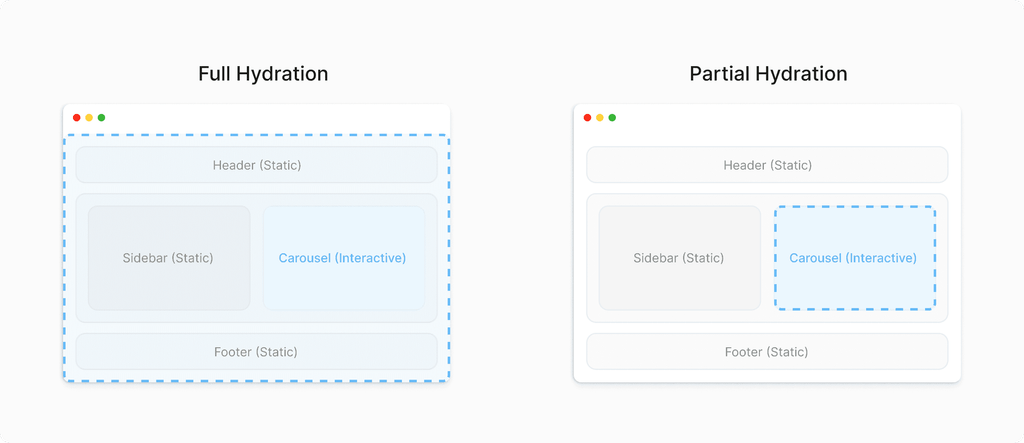 Full Hydration
Header (Static)
Sidebar (Static)
Carousel (Interactive)
Footer (Static)
Partial Hydration
Header (Static)
Sidebar (Static)
Carousel (Interactive)
Footer (Static)